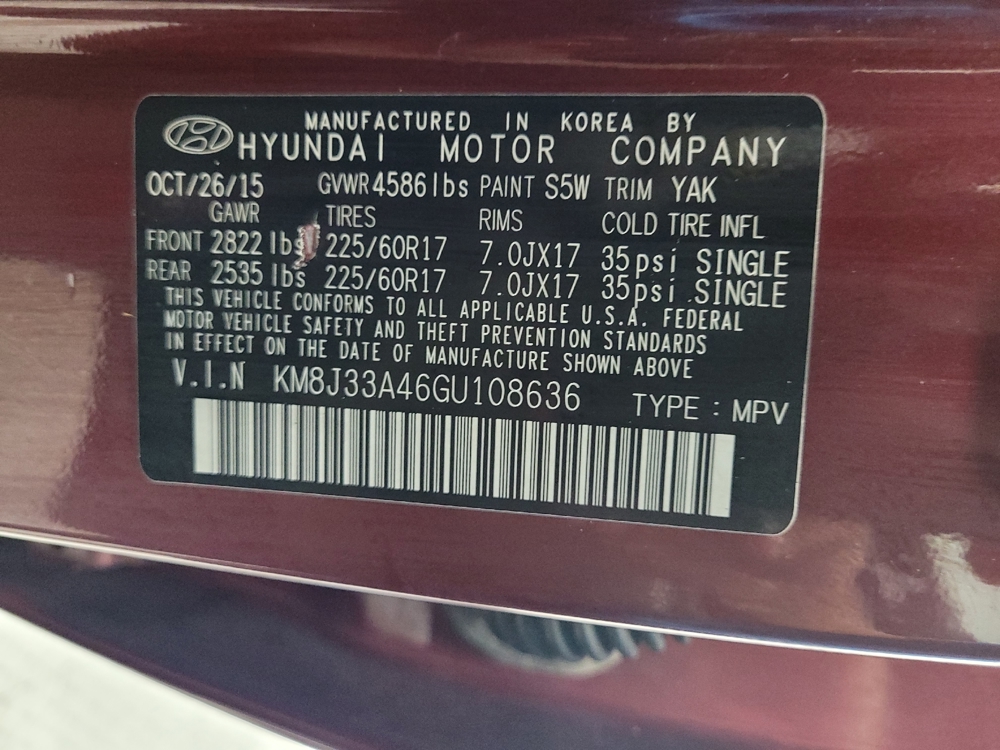 MANUFACTURED IN KOREA BY
HYUNDAI MOTOR COMPANY
OCT/26/15 GVWR 4586lbs PAINT S5W TRIM YAK
GAWR TIRES RIMS COLD TIRE INFL
FRONT 2822 lbs 225/60R17 7.0JX17 35psi SINGLE
REAR 2535 lbs 225/60R17 7.0JX17 35psi SINGLE
THIS VEHICLE CONFORMS TO ALL APPLICABLE U.S.A. FEDERAL
MOTOR VEHICLE SAFETY AND THEFT PREVENTION STANDARDS
IN EFFECT ON THE DATE OF MANUFACTURE SHOWN ABOVE
V.I.N KM8J33A46GU108636 TYPE : MPV